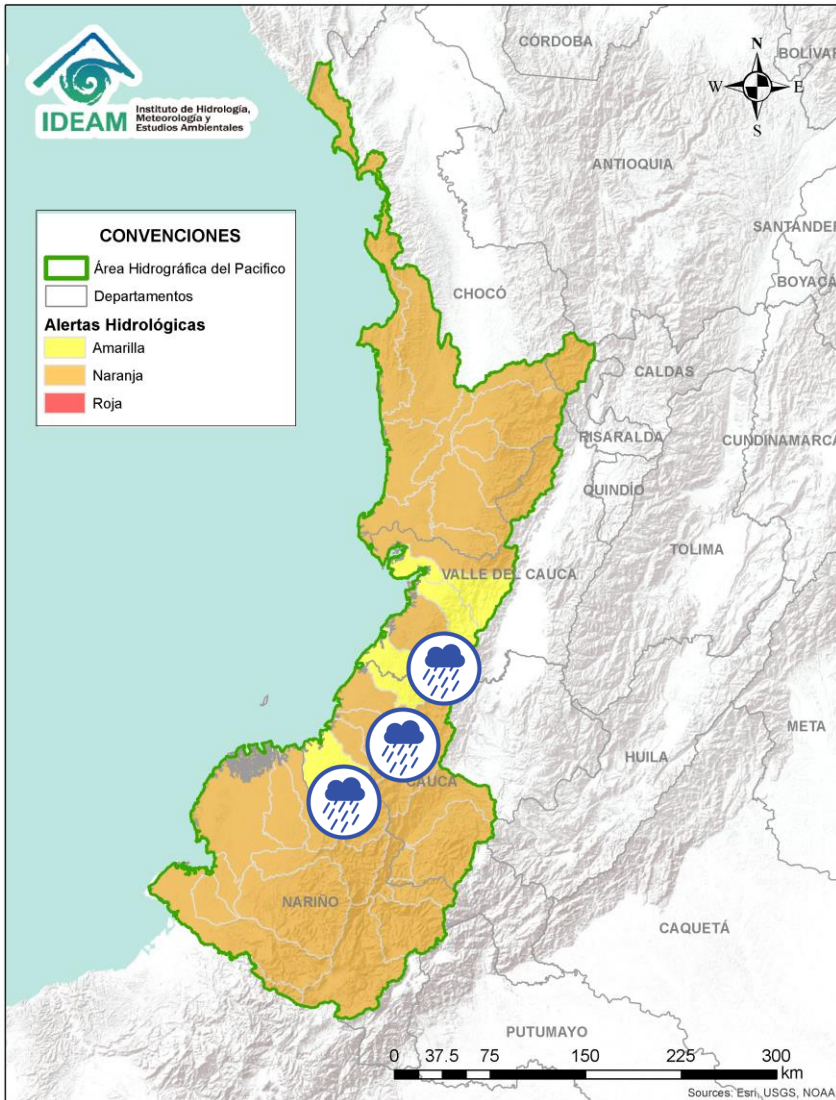 IDEAM
Instituto de Hidrología,
Meteorología y
Estudios Ambientales
CÓRDOBA
BOLÍVAR
N
W
E
S
ANTIOQUIA
CONVENCIONES
Área Hidrográfica del Pacifico
Departamentos
Alertas Hidrológicas
Amarilla
Naranja
Roja
SANTANDER
BOYACÁ
CHOCÓ
CALDAS
RISARALDA
CUNDINAMARCA
QUINDÍO
TOLIMA
VALLE DEL CAUCA
META
HUILA
CAUCA
NARIÑO
CAQUETÁ
PUTUMAYO
0 37.5 75 150 225 300
km
Sources: Esri, USGS, NOAA